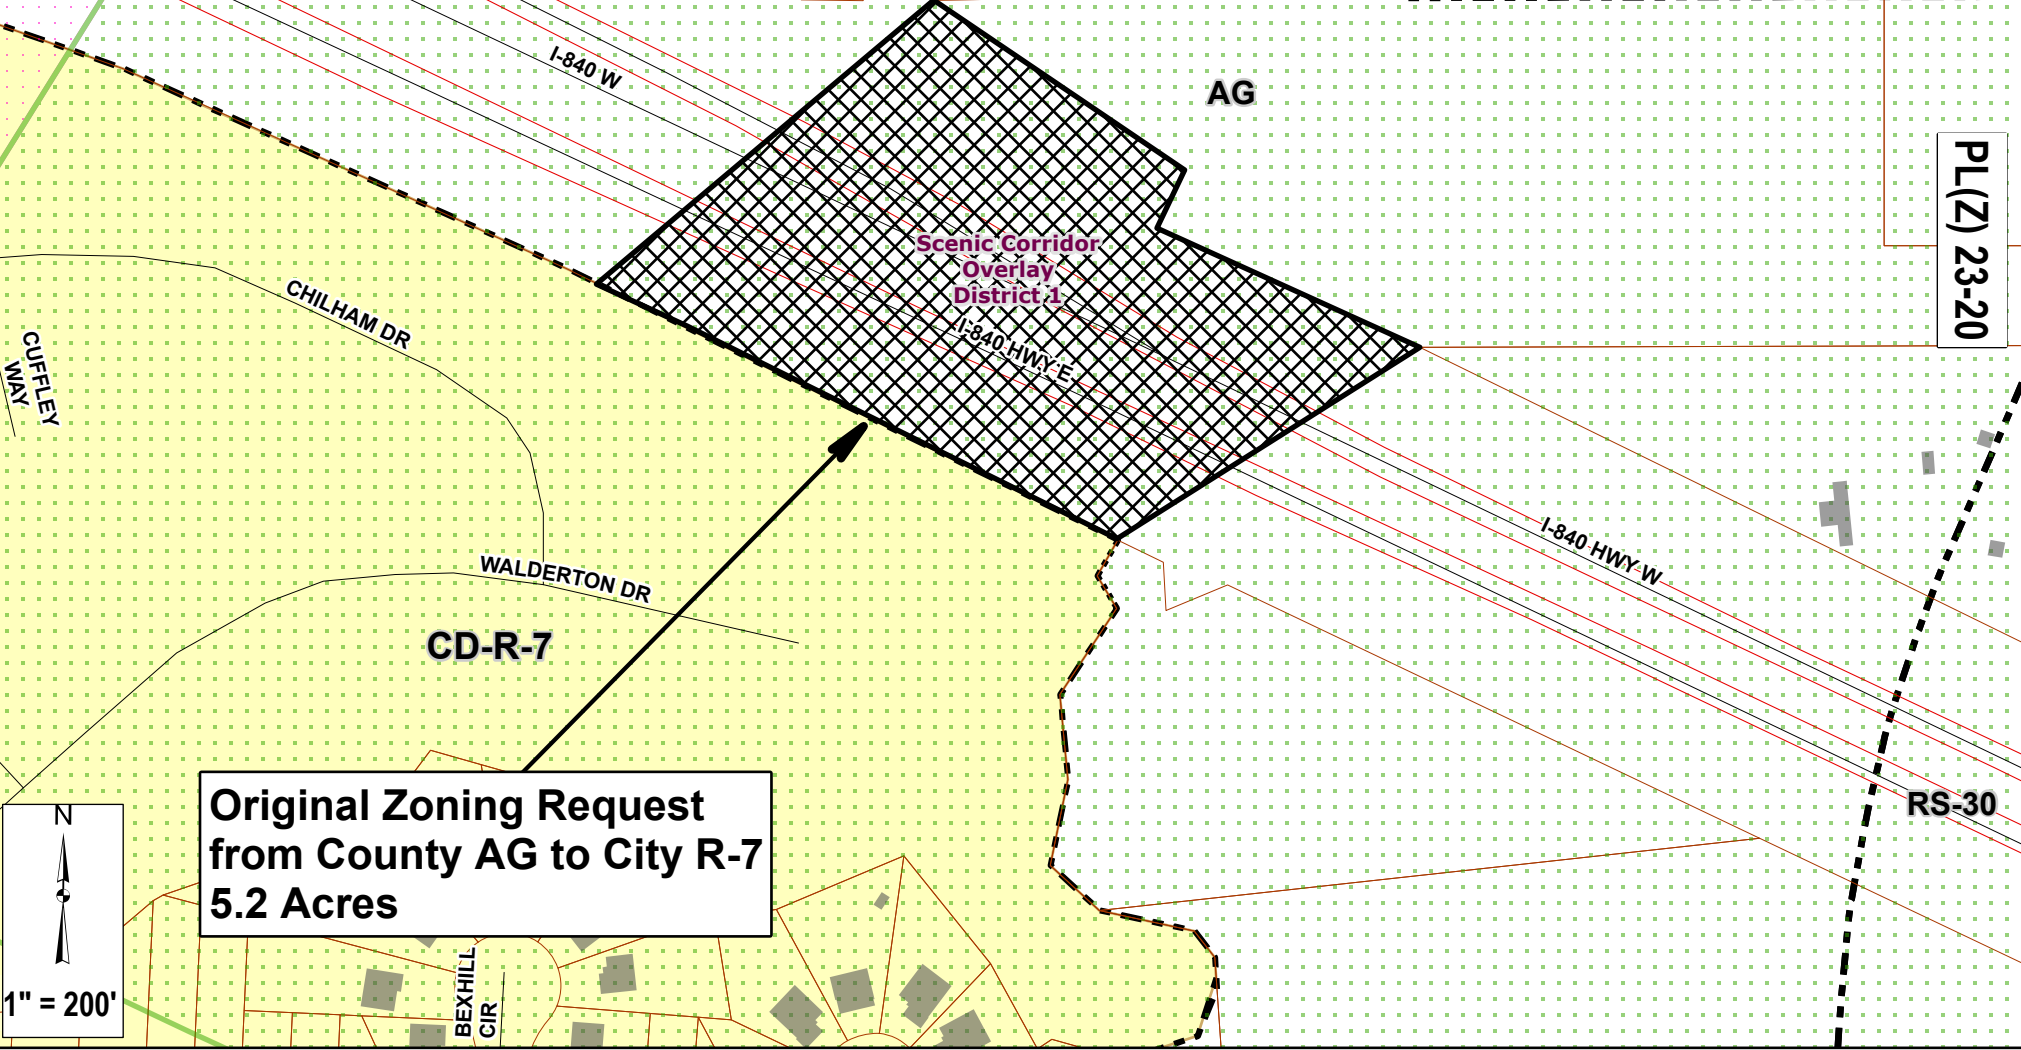 I-840 W
AG
PL(Z) 23-20
Scenic Corridor
Overlay
District 1
I-840 HWY E
CHILHAM DR
CUFFLEY
WAY
I-840 HWY W
WALDERTON DR
CD-R-7
RS-30
Original Zoning Request
from County AG to City R-7
5.2 Acres
N
1" = 200'
BEXHILL
CIR